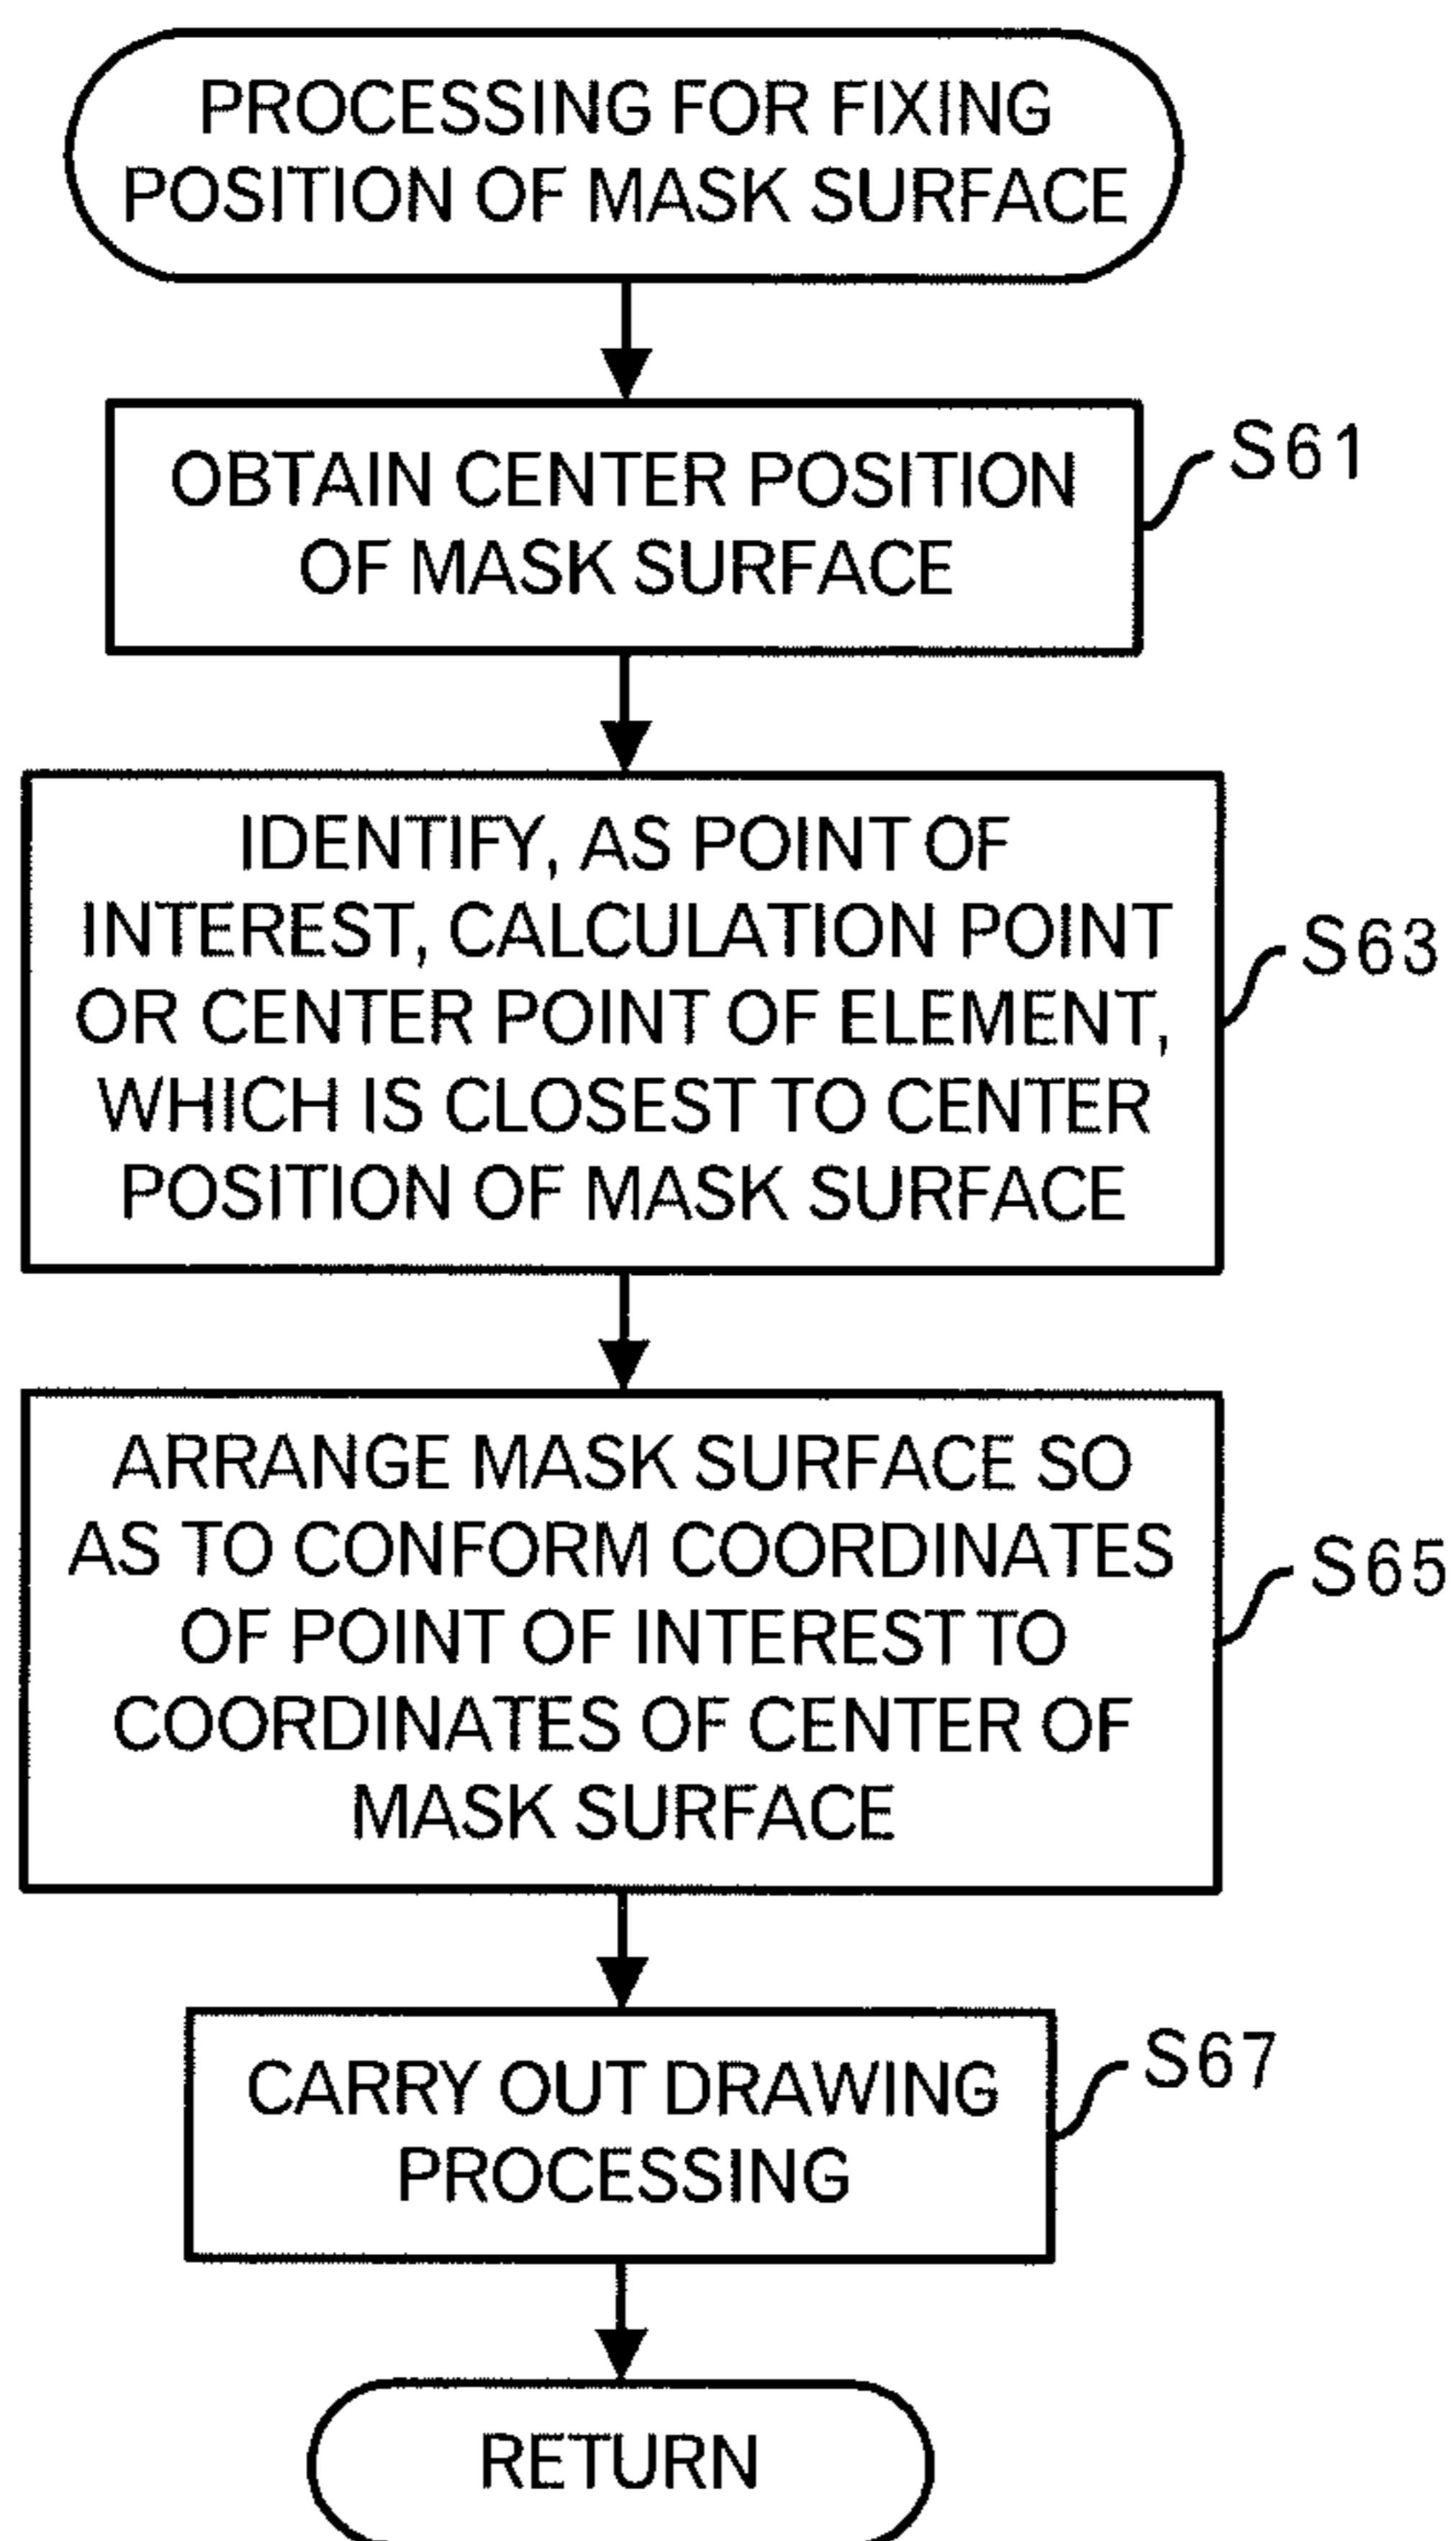 PROCESSING FOR FIXING
POSITION OF MASK SURFACE
OBTAIN CENTER POSITION
OF MASK SURFACE
S61
IDENTIFY, AS POINT OF
INTEREST, CALCULATION POINT
OR CENTER POINT OF ELEMENT,
WHICH IS CLOSEST TO CENTER
POSITION OF MASK SURFACE
S63
ARRANGE MASK SURFACE SO
AS TO CONFORM COORDINATES
OF POINT OF INTEREST TO
COORDINATES OF CENTER OF
MASK SURFACE
S65
CARRY OUT DRAWING
PROCESSING
S67
RETURN